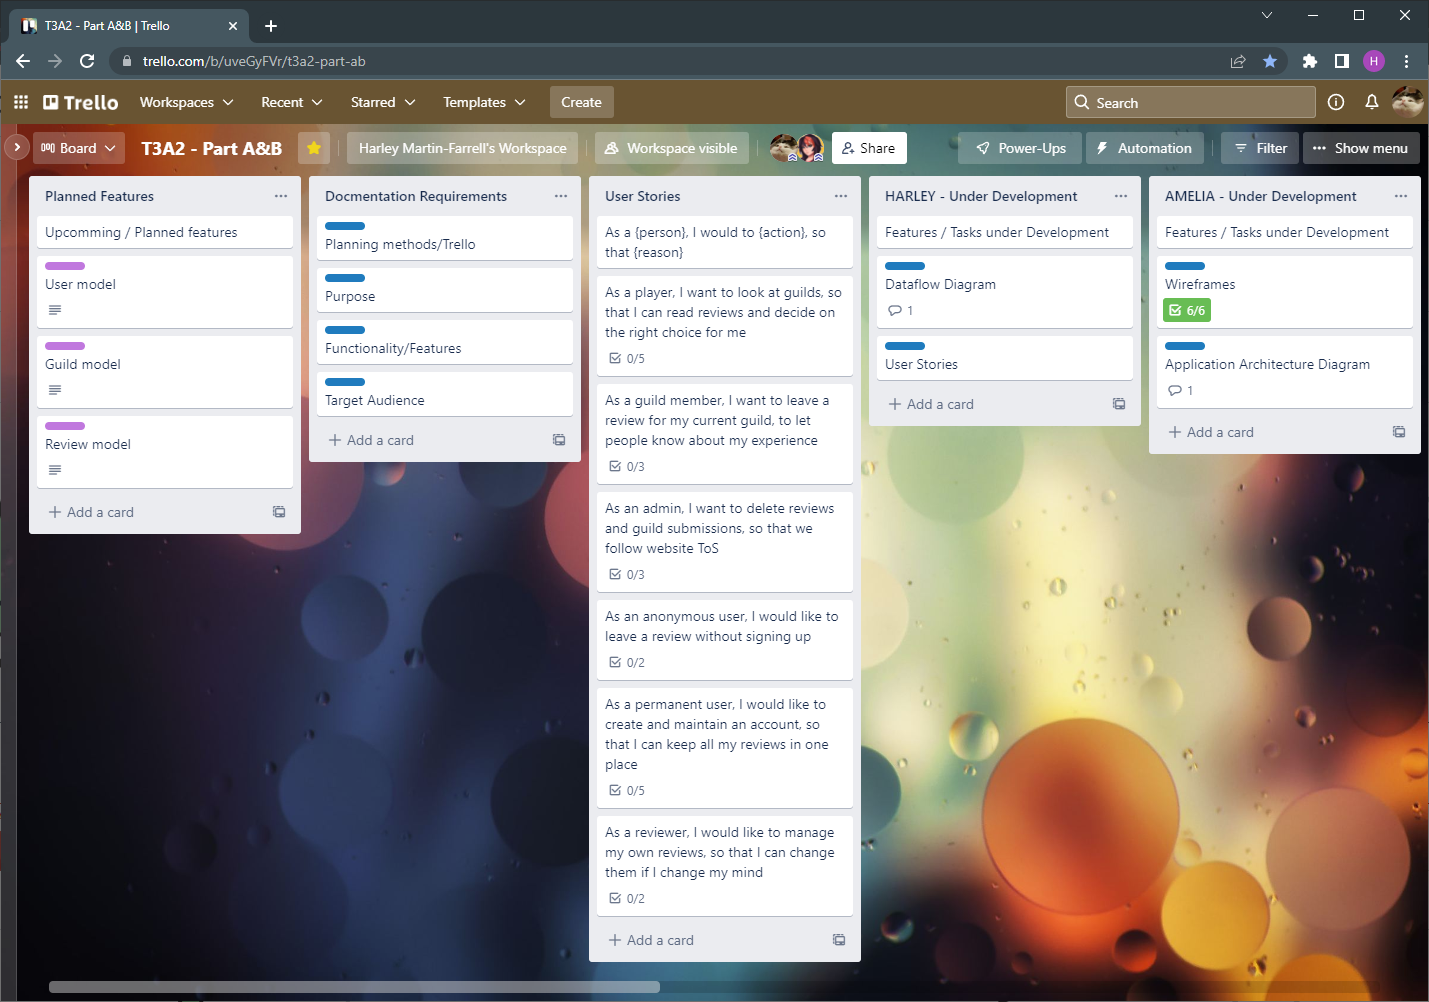 T3A2 - Part A&B | Trello
trello.com/b/uveGyFVr/t3a2-part-ab
H
Trello
Workspaces
Recent
Starred
Templates
Create
Search
Board
T3A2 - Part A&B
Harley Martin-Farrell's Workspace
Workspace visible
Share
Power-Ups
Automation
Filter
Show menu
Planned Features
Upcomming / Planned features
User model
Guild model
Review model
Add a card
Docmentation Requirements
Planning methods/Trello
Purpose
Functionality/Features
Target Audience
Add a card
User Stories
As a {person}, I would to {action}, so
that {reason}
As a player, I want to look at guilds, so
that I can read reviews and decide on
the right choice for me
0/5
As a guild member, I want to leave a
review for my current guild, to let
people know about my experience
0/3
As an admin, I want to delete reviews
and guild submissions, so that we
follow website ToS
0/3
As an anonymous user, I would like to
leave a review without signing up
0/2
As a permanent user, I would like to
create and maintain an account, so
that I can keep all my reviews in one
place
0/5
As a reviewer, I would like to manage
my own reviews, so that I can change
them if I change my mind
0/2
Add a card
HARLEY - Under Development
Features / Tasks under Development
Dataflow Diagram
1
User Stories
Add a card
AMELIA - Under Development
Features / Tasks under Development
Wireframes
6/6
Application Architecture Diagram
1
Add a card